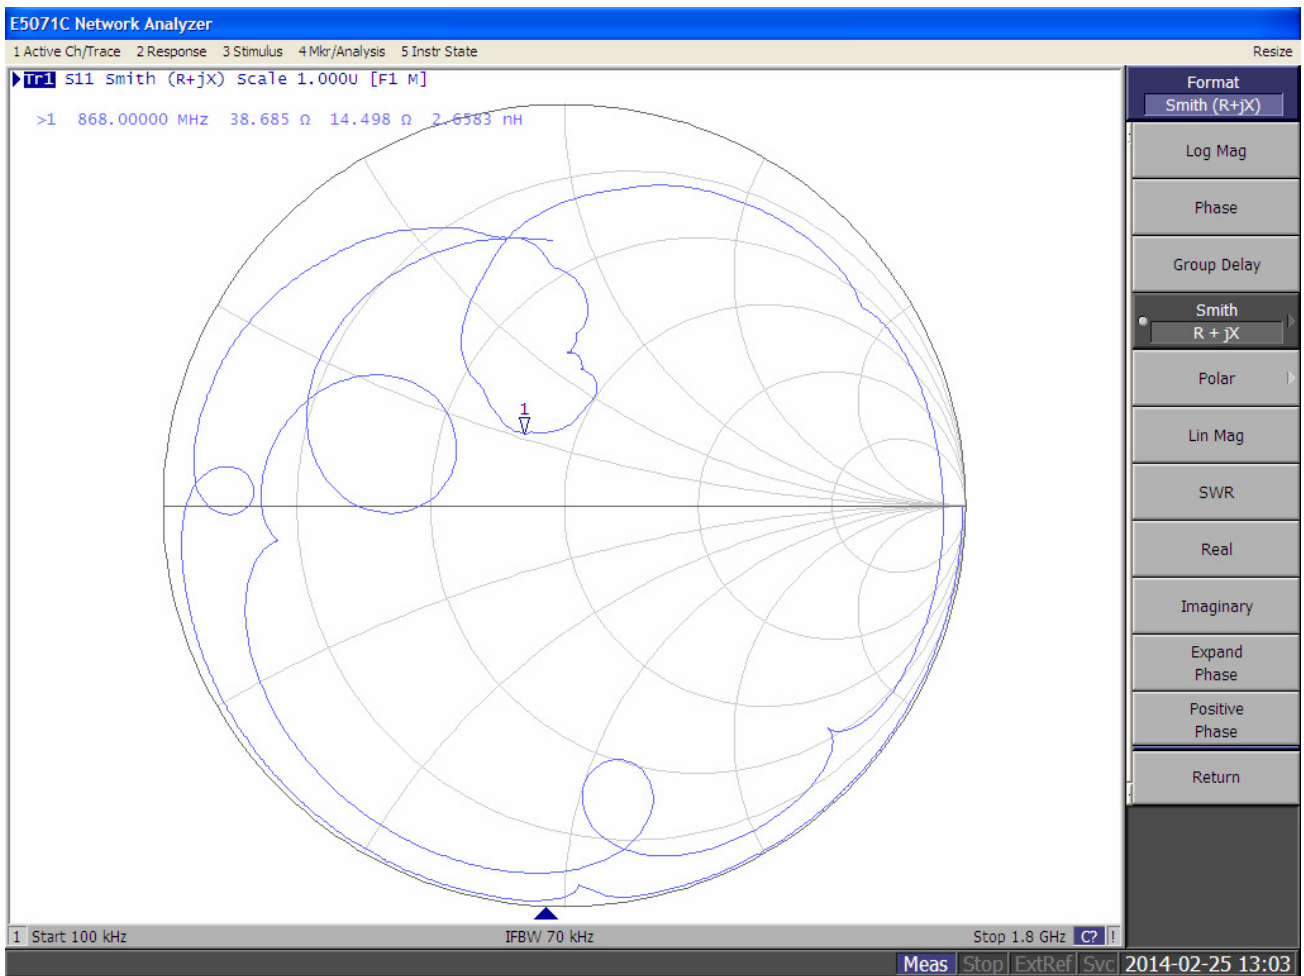 E5071C Network Analyzer
1 Active Ch/Trace 2 Response 3 Stimulus 4 Mkr/Analysis 5 Instr State Resize
Tr1 S11 Smith (R+jX) Scale 1.000U [F1 M]
>1 868.00000 MHz 38.685 Ω 14.498 Ω 2.6583 nH
1
Format
Smith (R+jX)
Log Mag
Phase
Group Delay
Smith
R + jX
Polar
Lin Mag
SWR
Real
Imaginary
Expand
Phase
Positive
Phase
Return
1 Start 100 kHz IFBW 70 kHz Stop 1.8 GHz C? !
Meas Stop ExtRef Svc 2014-02-25 13:03